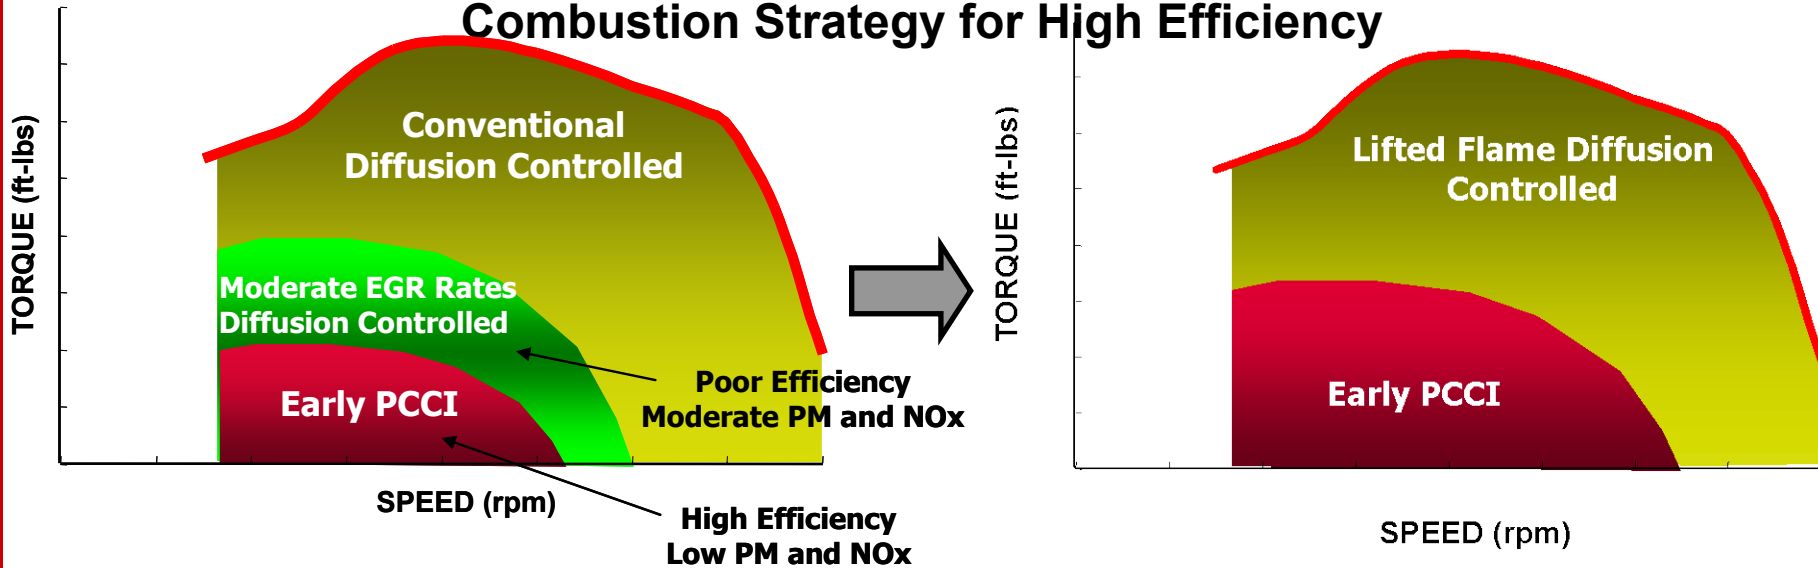 Combustion Strategy for High Efficiency
TORQUE (ft-lbs)
Conventional
Diffusion Controlled
Moderate EGR Rates
Diffusion Controlled
Early PCCI
Poor Efficiency
Moderate PM and NOx
SPEED (rpm)
High Efficiency
Low PM and NOx
TORQUE (ft-lbs)
Lifted Flame Diffusion
Controlled
Early PCCI
SPEED (rpm)